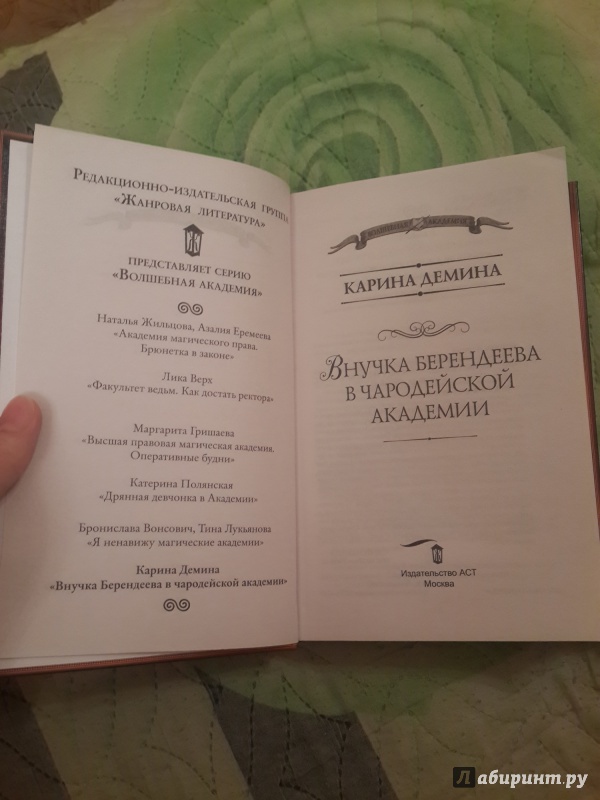 Редакционно-издательская группа
«Жанровая литература»
представляет серию
«Волшебная академия»
Наталья Жильцова, Азалия Еремеева
«Академия магического права.
Брюнетка в законе»
Лика Верх
«Факультет ведьм. Как достать ректора»
Маргарита Гришаева
«Высшая правовая магическая академия.
Оперативные будни»
Катерина Полянская
«Дрянная девчонка в Академии»
Бронислава Вонсович, Тина Лукьянова
«Я ненавижу магические академии»
Карина Демина
«Внучка Берендеева в чародейской академии»
ВОЛШЕБНАЯ АКАДЕМИЯ
КАРИНА ДЕМИНА
ВНУЧКА БЕРЕНДЕЕВА
В ЧАРОДЕЙСКОЙ
АКАДЕМИИ
Издательство АСТ
Москва
Лабиринт.ру